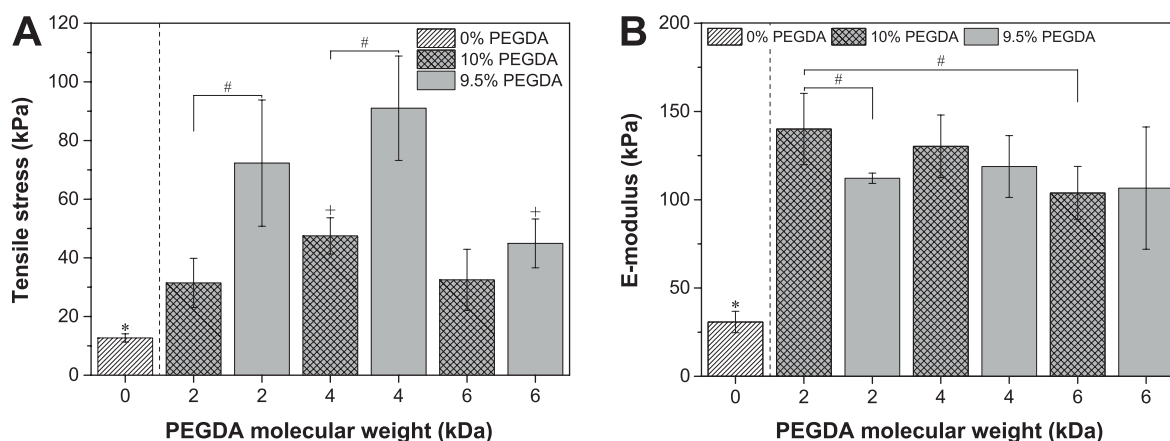 A
Tensile stress (kPa)
120
100
80
60
40
20
0
0% PEGDA
10% PEGDA
9.5% PEGDA
#
#
*
+
+
0 2 2 4 4 6 6
PEGDA molecular weight (kDa)
B
E-modulus (kPa)
200
150
100
50
0
0% PEGDA 10% PEGDA 9.5% PEGDA
#
#
*
0 2 2 4 4 6 6
PEGDA molecular weight (kDa)